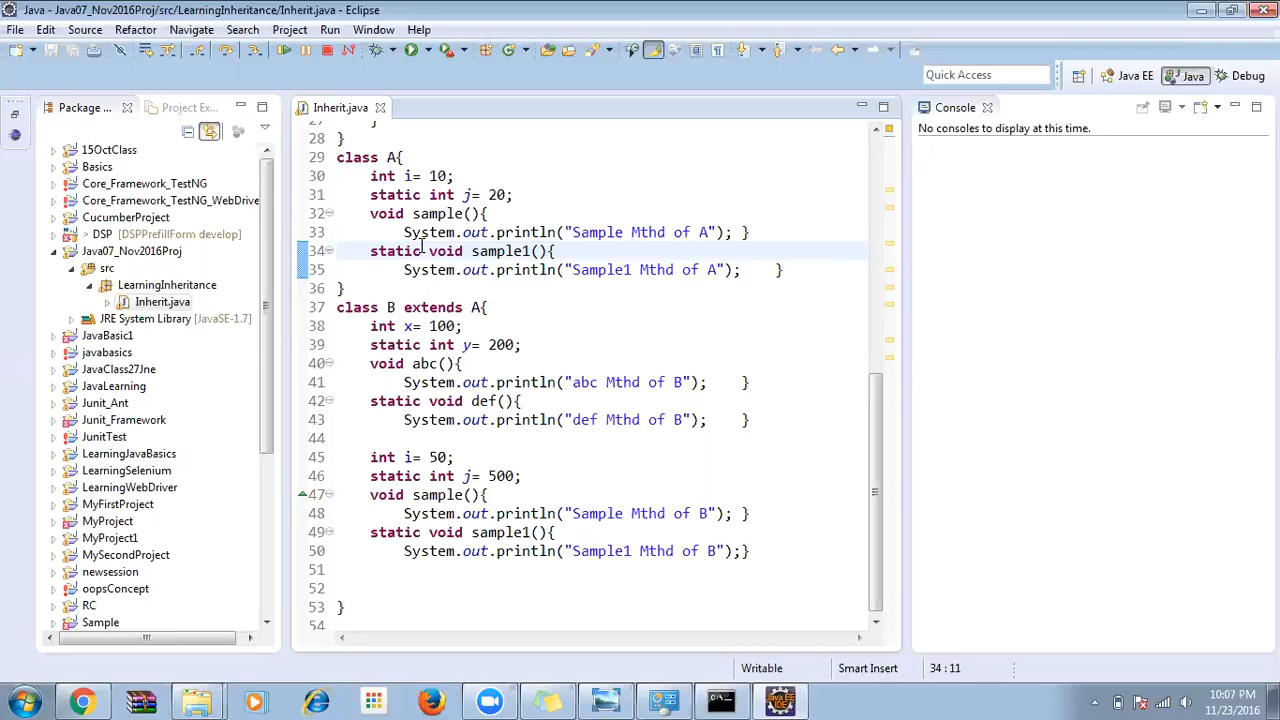 Java - Java07_Nov2016Proj/src/LearningInheritance/Inherit.java - Eclipse
File Edit Source Refactor Navigate Search Project Run Window Help
Quick Access Java EE Java Debug
Package ... Project Ex...
15OctClass
Basics
Core_Framework_TestNG
Core_Framework_TestNG_WebDrive
CucumberProject
> DSP (DSPPrefillForm develop)
Java07_Nov2016Proj
src
LearningInheritance
Inherit.java
JRE System Library [JavaSE-1.7]
JavaBasic1
javabasics
JavaClass27Jne
JavaLearning
Junit_Ant
Junit_Framework
JunitTest
LearningJavaBasics
LearningSelenium
LearningWebDriver
MyFirstProject
MyProject
MyProject1
MySecondProject
newsession
oopsConcept
RC
Sample
Inherit.java
27 }
28 }
29 class A{
30 int i= 10;
31 static int j= 20;
32 void sample(){
33 System.out.println("Sample Mthd of A"); }
34 static void sample1(){
35 System.out.println("Sample1 Mthd of A"); }
36 }
37 class B extends A{
38 int x= 100;
39 static int y= 200;
40 void abc(){
41 System.out.println("abc Mthd of B"); }
42 static void def(){
43 System.out.println("def Mthd of B"); }
44
45 int i= 50;
46 static int j= 500;
47 void sample(){
48 System.out.println("Sample Mthd of B"); }
49 static void sample1(){
50 System.out.println("Sample1 Mthd of B");}
51
52
53 }
54
Console
No consoles to display at this time.
Writable Smart Insert 34 : 11
10:07 PM
11/23/2016